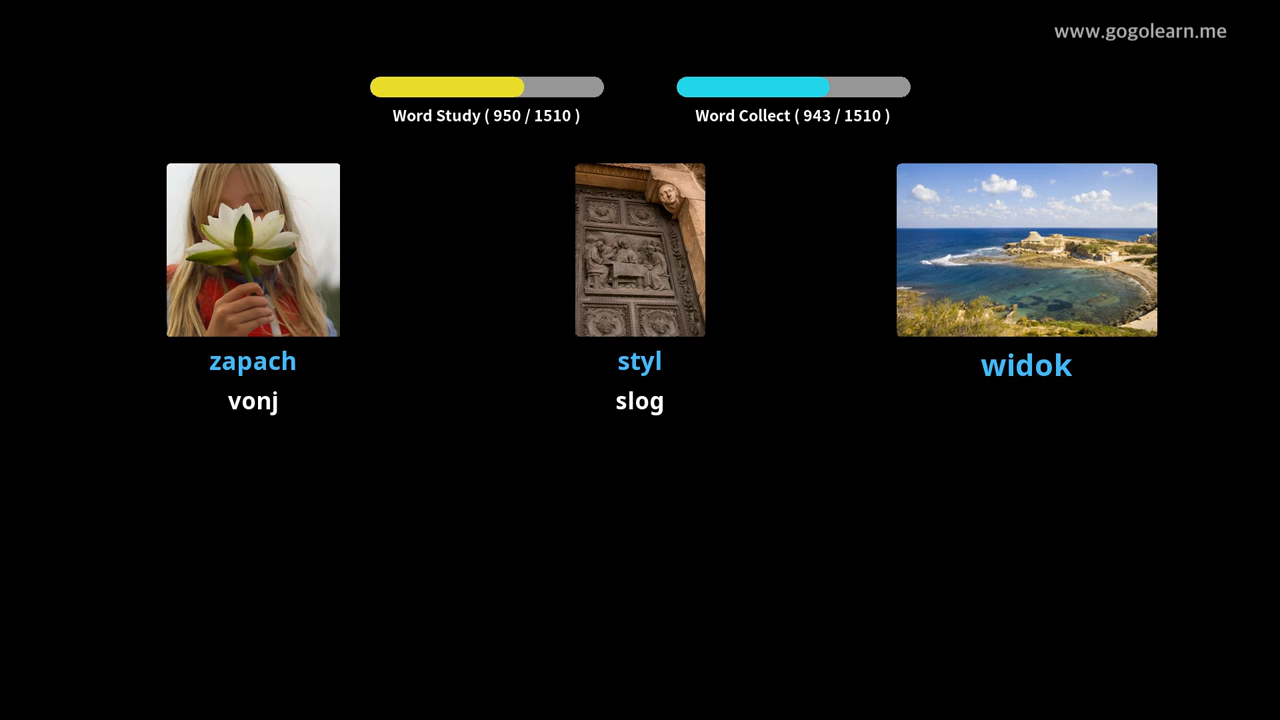 www.gogolearn.me
Word Study ( 950 / 1510 )
Word Collect ( 943 / 1510 )
zapach
styl
widok
vonj
slog